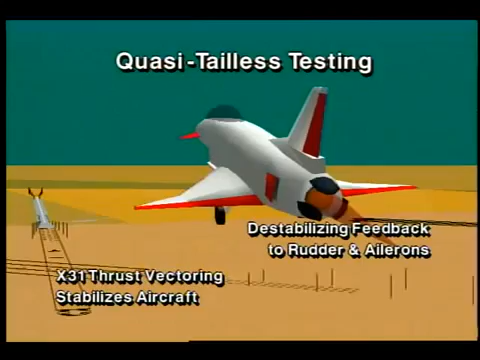 Quasi-Tailless Testing
Destabilizing Feedback
to Rudder & Ailerons
X31 Thrust Vectoring
Stabilizes Aircraft